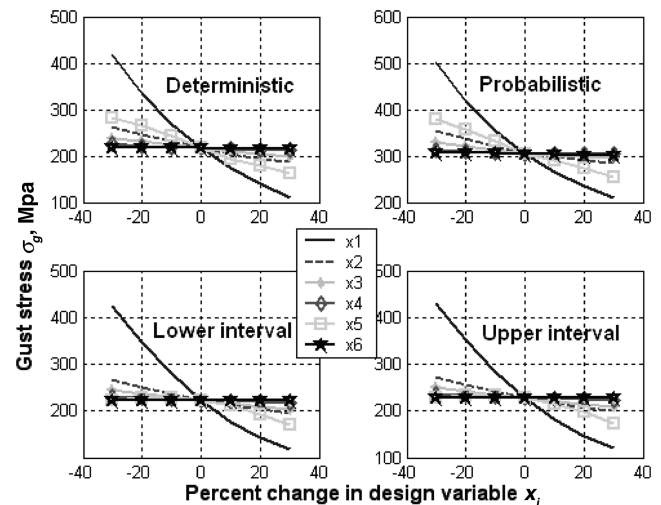 500
400
300
200
100
Deterministic
-40 -20 0 20 40
600
500
400
300
200
Probabilistic
-40 -20 0 20 40
Gust stress σg, Mpa
x1
x2
x3
x4
x5
x6
500
400
300
200
100
Lower interval
-40 -20 0 20 40
500
400
300
200
100
Upper interval
-40 -20 0 20 40
Percent change in design variable xi